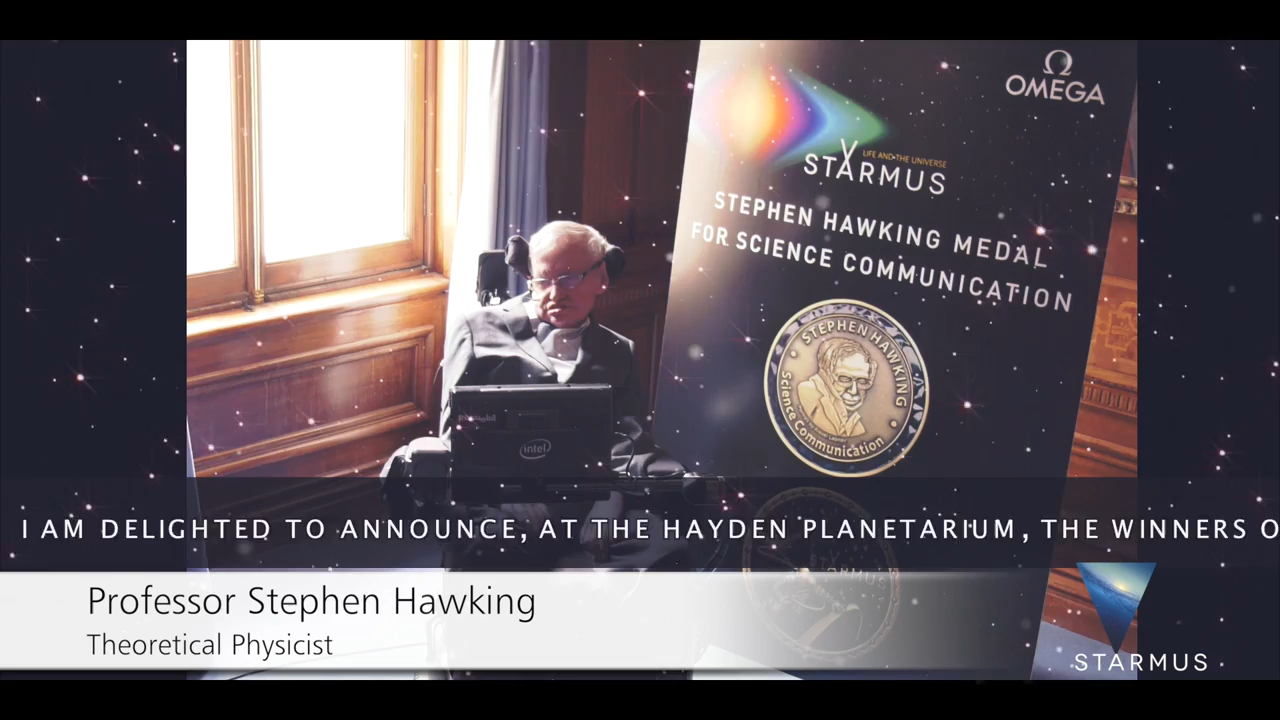 Ω
OMEGA
LIFE AND THE UNIVERSE
STARMUS
STEPHEN HAWKING MEDAL
FOR SCIENCE COMMUNICATION
STEPHEN HAWKING
Science Communication
intel
STARMUS
I AM DELIGHTED TO ANNOUNCE, AT THE HAYDEN PLANETARIUM, THE WINNERS O
Professor Stephen Hawking
Theoretical Physicist
STARMUS